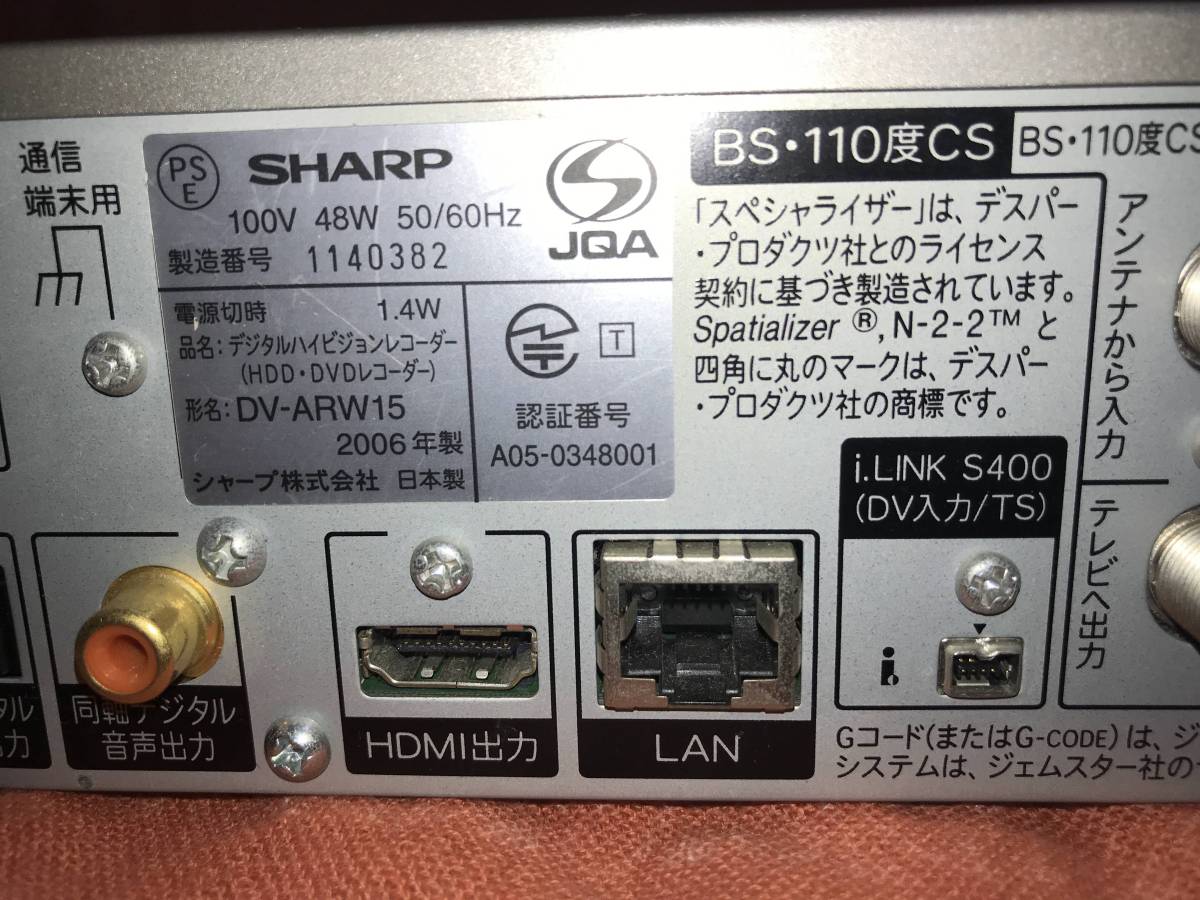 通信
端末用
PS
E
SHARP
100V 48W 50/60Hz
製造番号 1140382
JQA
電源切時 1.4W
品名:デジタルハイビジョンレコーダー
(HDD・DVDレコーダー)
形名:DV-ARW15
2006年製
シャープ株式会社 日本製
T
認証番号
A05-0348001
BS・110度CS
BS・110度CS
「スペシャライザー」は、デスパー
・プロダクツ社とのライセンス
契約に基づき製造されています。
Spatializer ®, N-2-2™ と
四角に丸のマークは、デスパー
・プロダクツ社の商標です。
アンテナから入力
テレビへ出力
i.LINK S400
(DV入力/TS)
同軸デジタル
音声出力
HDMI出力
LAN
Gコード(またはG-CODE)は、ジ
システムは、ジェムスター社の